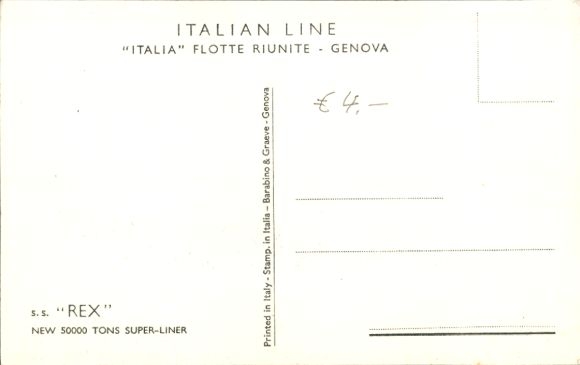 ITALIAN LINE
"ITALIA" FLOTTE RIUNITE - GENOVA
€ 4,-
Printed in Italy - Stamp. in Italia - Barabino & Graeve - Genova
s.s. "REX"
NEW 50000 TONS SUPER-LINER